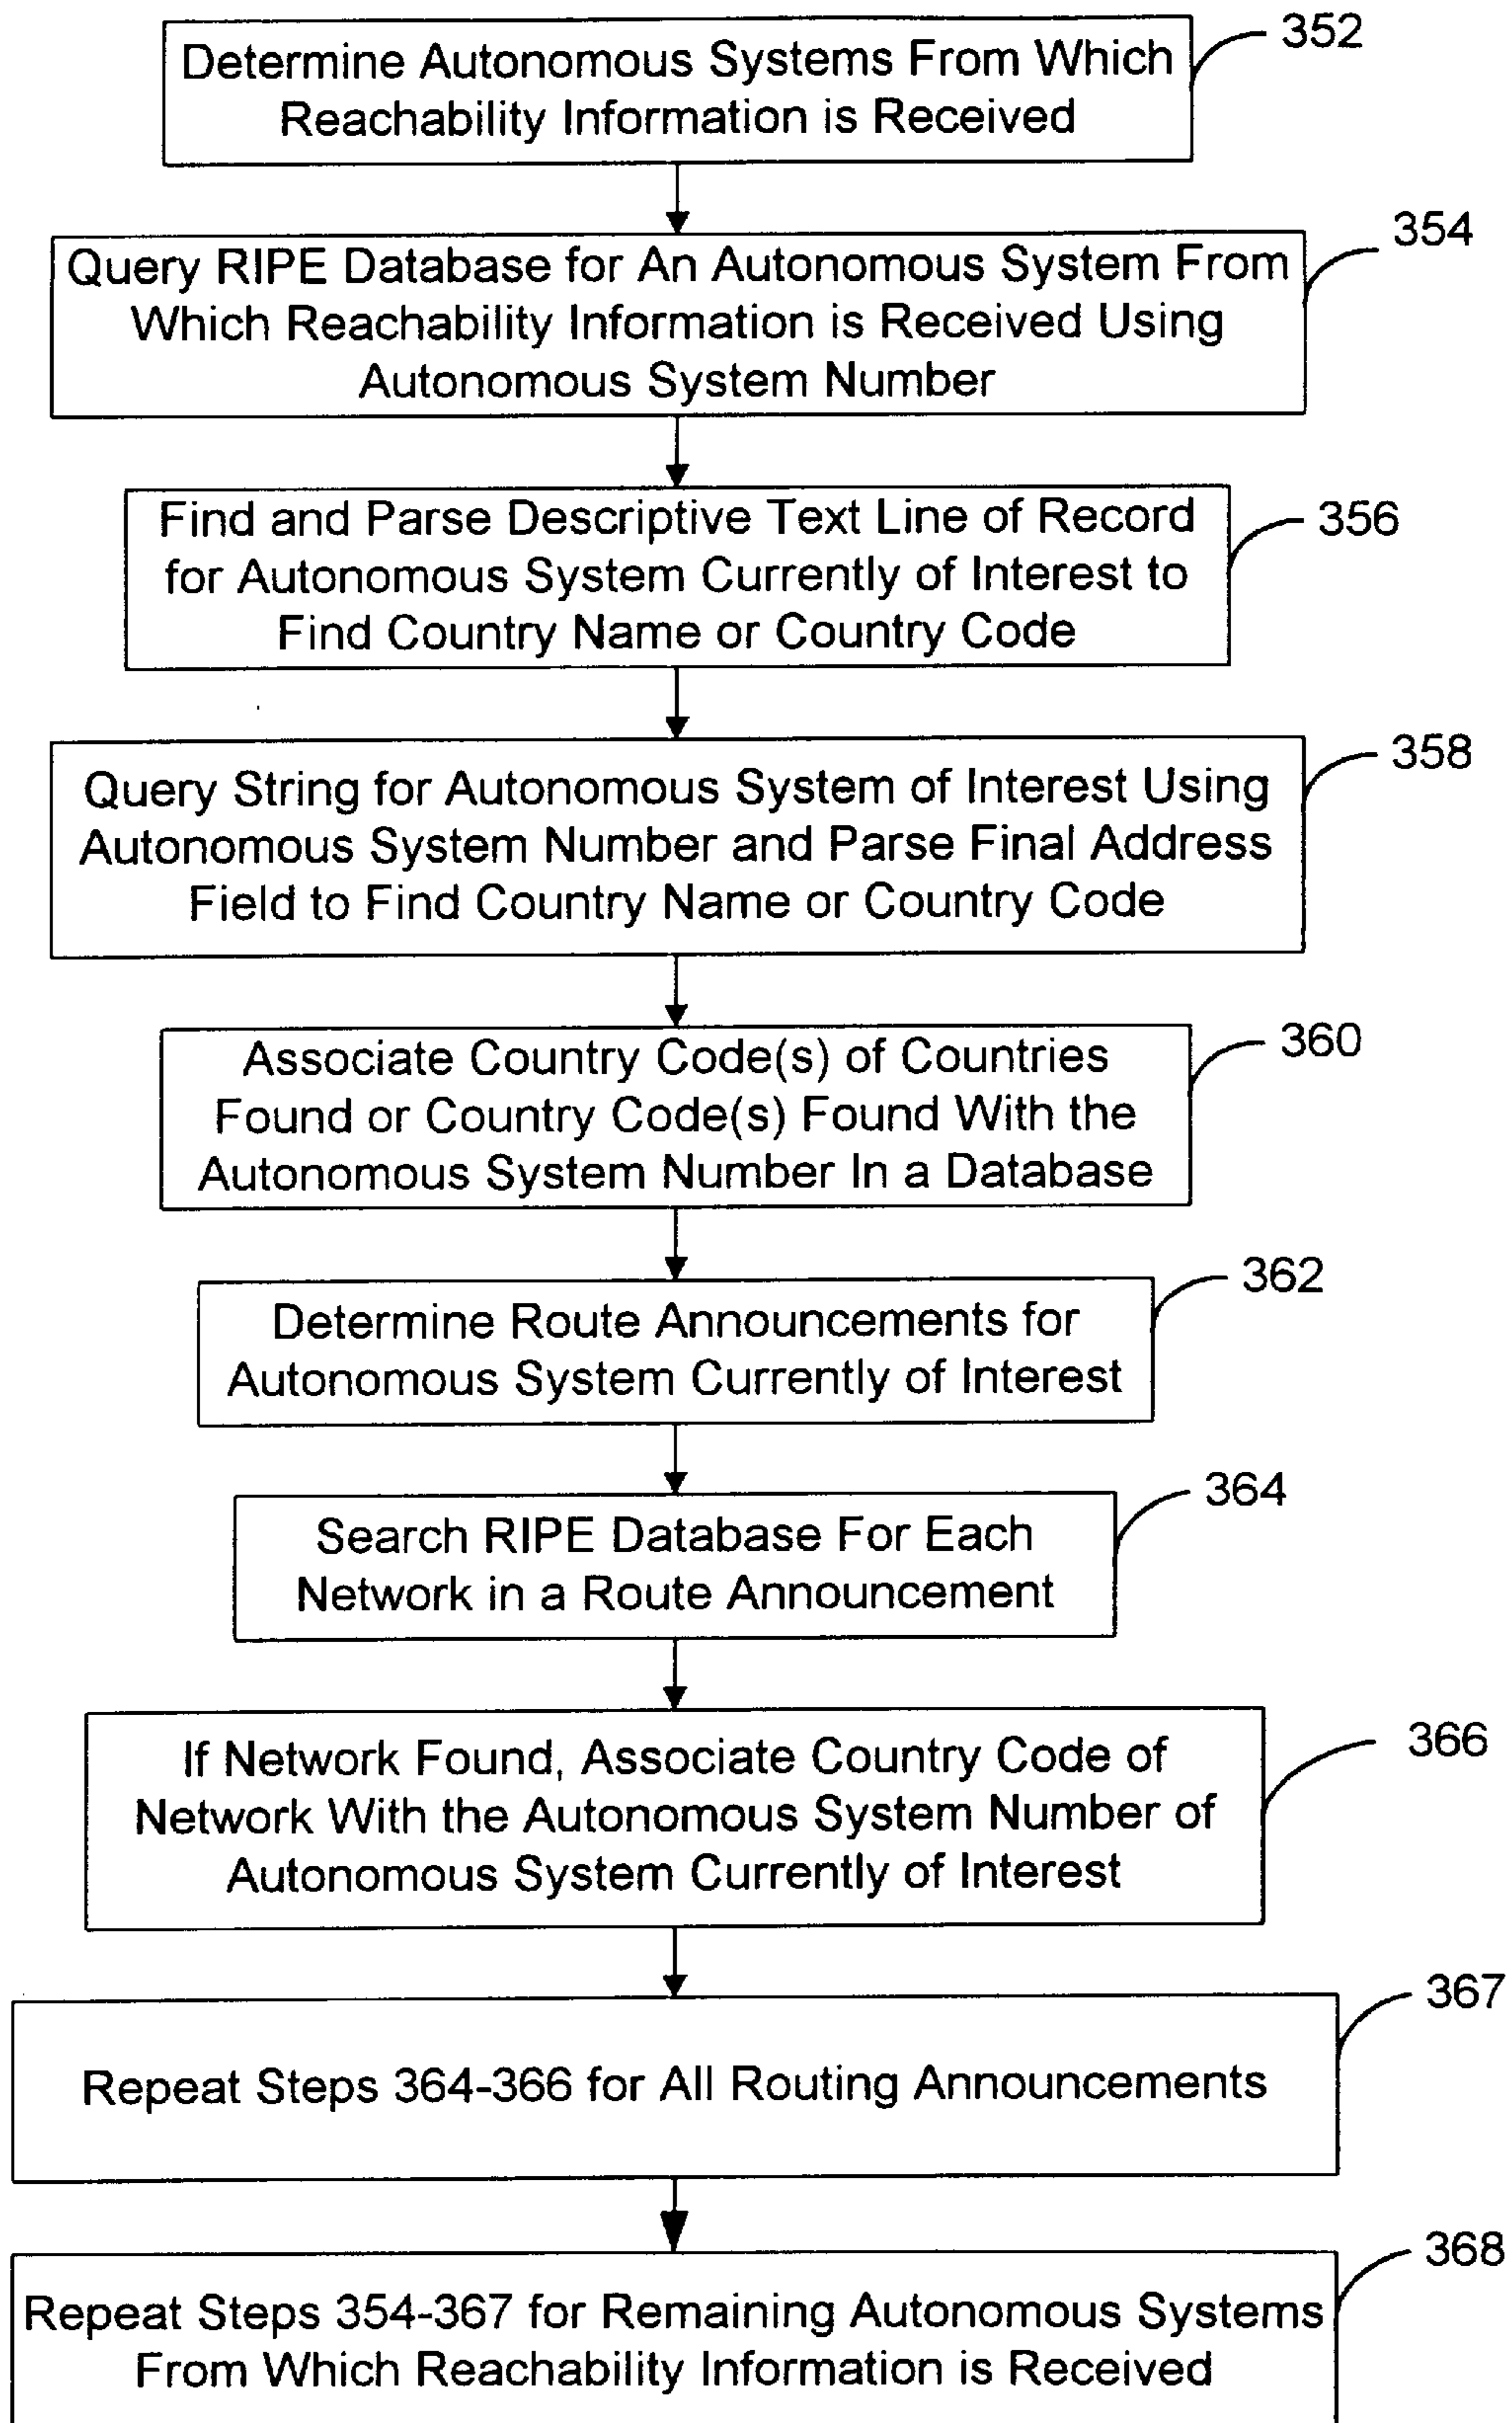 352
Determine Autonomous Systems From Which
Reachability Information is Received
354
Query RIPE Database for An Autonomous System From
Which Reachability Information is Received Using
Autonomous System Number
356
Find and Parse Descriptive Text Line of Record
for Autonomous System Currently of Interest to
Find Country Name or Country Code
358
Query String for Autonomous System of Interest Using
Autonomous System Number and Parse Final Address
Field to Find Country Name or Country Code
360
Associate Country Code(s) of Countries
Found or Country Code(s) Found With the
Autonomous System Number In a Database
362
Determine Route Announcements for
Autonomous System Currently of Interest
364
Search RIPE Database For Each
Network in a Route Announcement
366
If Network Found, Associate Country Code of
Network With the Autonomous System Number of
Autonomous System Currently of Interest
367
Repeat Steps 364-366 for All Routing Announcements
368
Repeat Steps 354-367 for Remaining Autonomous Systems
From Which Reachability Information is Received